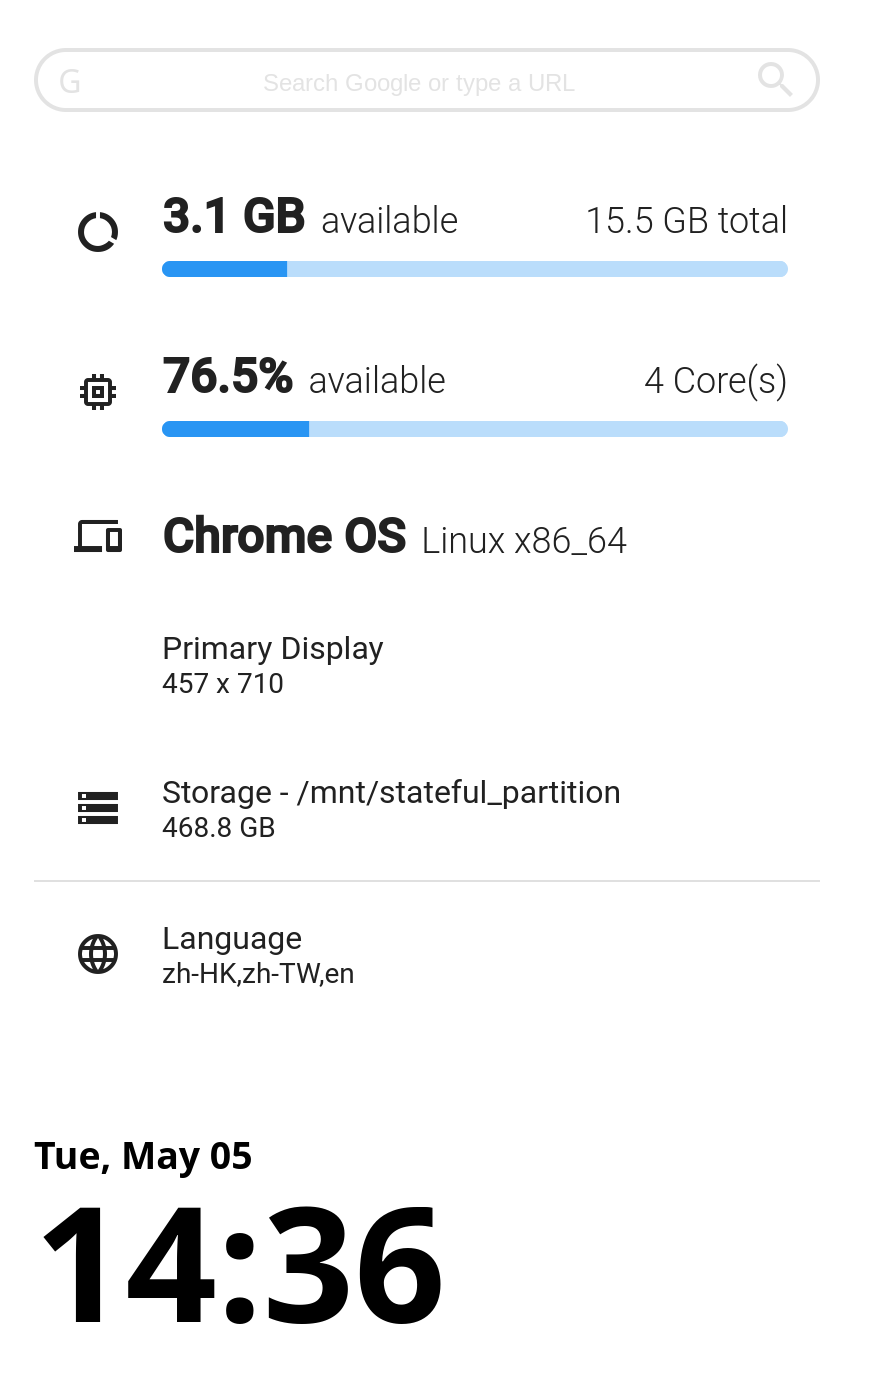 G Search Google or type a URL
3.1 GB available 15.5 GB total
76.5% available 4 Core(s)
Chrome OS Linux x86_64
Primary Display
457 x 710
Storage - /mnt/stateful_partition
468.8 GB
Language
zh-HK,zh-TW,en
Tue, May 05
14:36